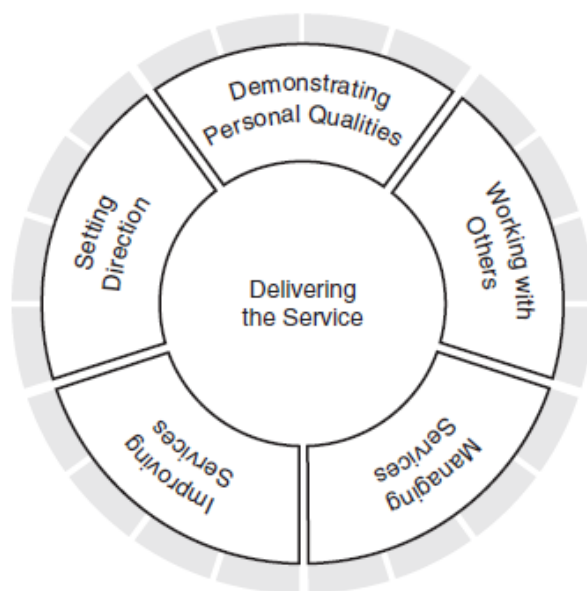 Demonstrating
Personal Qualities
Working with
Others
Managing
Services
Improving
Services
Setting
Direction
Delivering
the Service